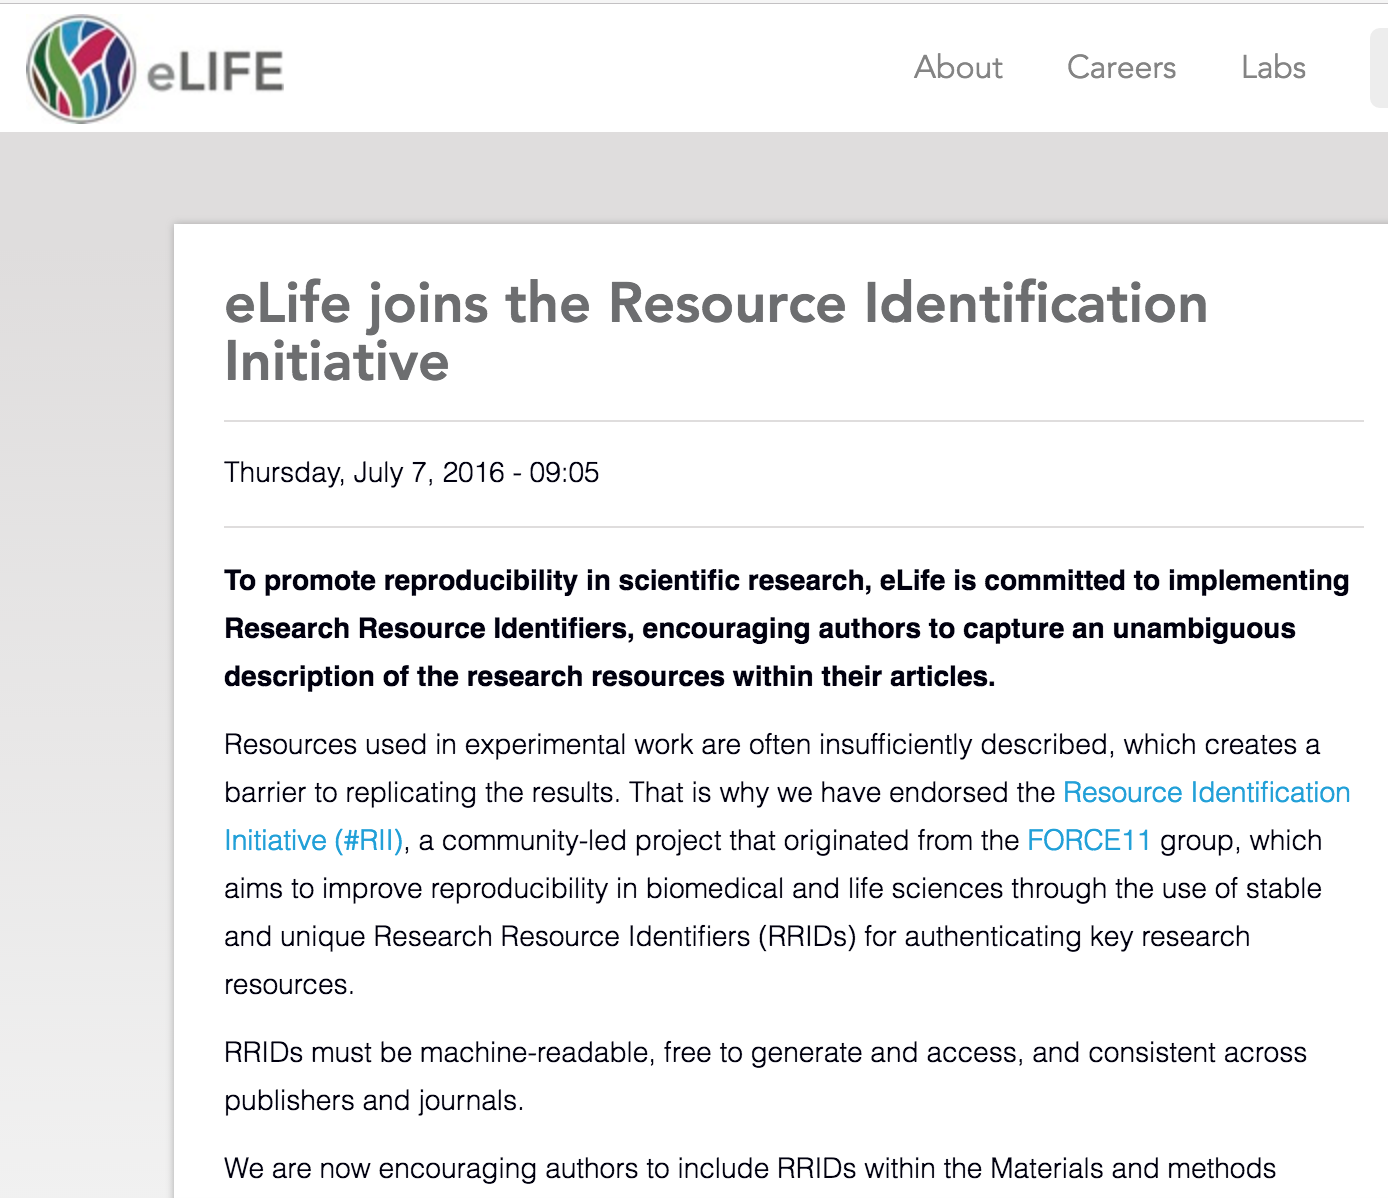 eLIFE
About Careers Labs
eLife joins the Resource Identification
Initiative
Thursday, July 7, 2016 - 09:05
To promote reproducibility in scientific research, eLife is committed to implementing
Research Resource Identifiers, encouraging authors to capture an unambiguous
description of the research resources within their articles.
Resources used in experimental work are often insufficiently described, which creates a
barrier to replicating the results. That is why we have endorsed the Resource Identification
Initiative (#RII), a community-led project that originated from the FORCE11 group, which
aims to improve reproducibility in biomedical and life sciences through the use of stable
and unique Research Resource Identifiers (RRIDs) for authenticating key research
resources.
RRIDs must be machine-readable, free to generate and access, and consistent across
publishers and journals.
We are now encouraging authors to include RRIDs within the Materials and methods